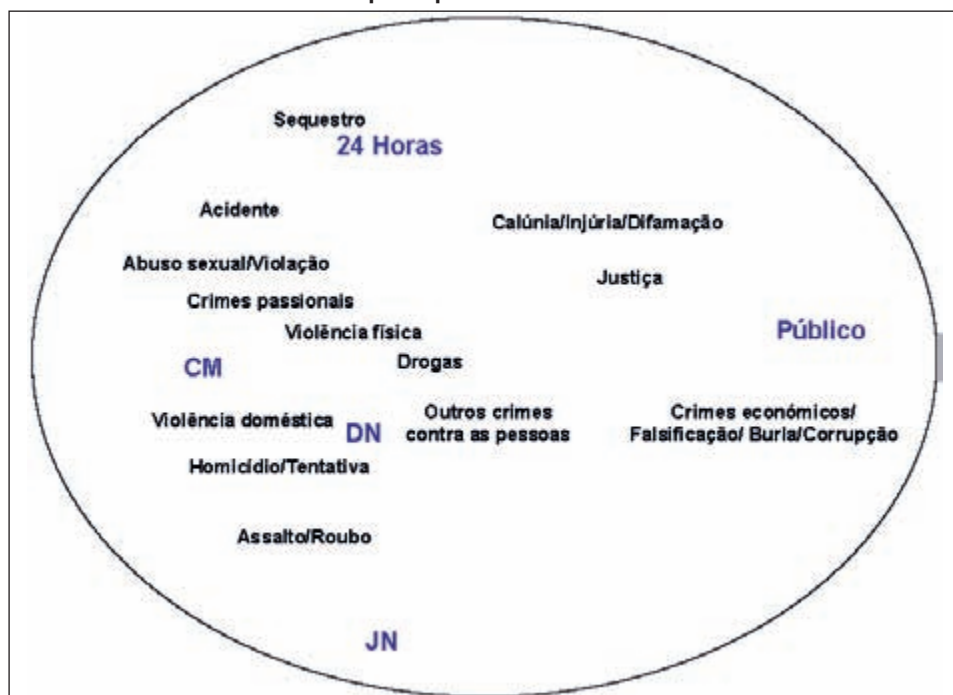 Sequestro
24 Horas
Acidente
Calúnia/Injúria/Difamação
Abuso sexual/Violação
Justiça
Crimes passionais
Violência física
Público
Drogas
CM
Violência doméstica
Outros crimes
contra as pessoas
Crimes económicos/
Falsificação/ Burla/Corrupção
DN
Homicídio/Tentativa
Assalto/Roubo
JN